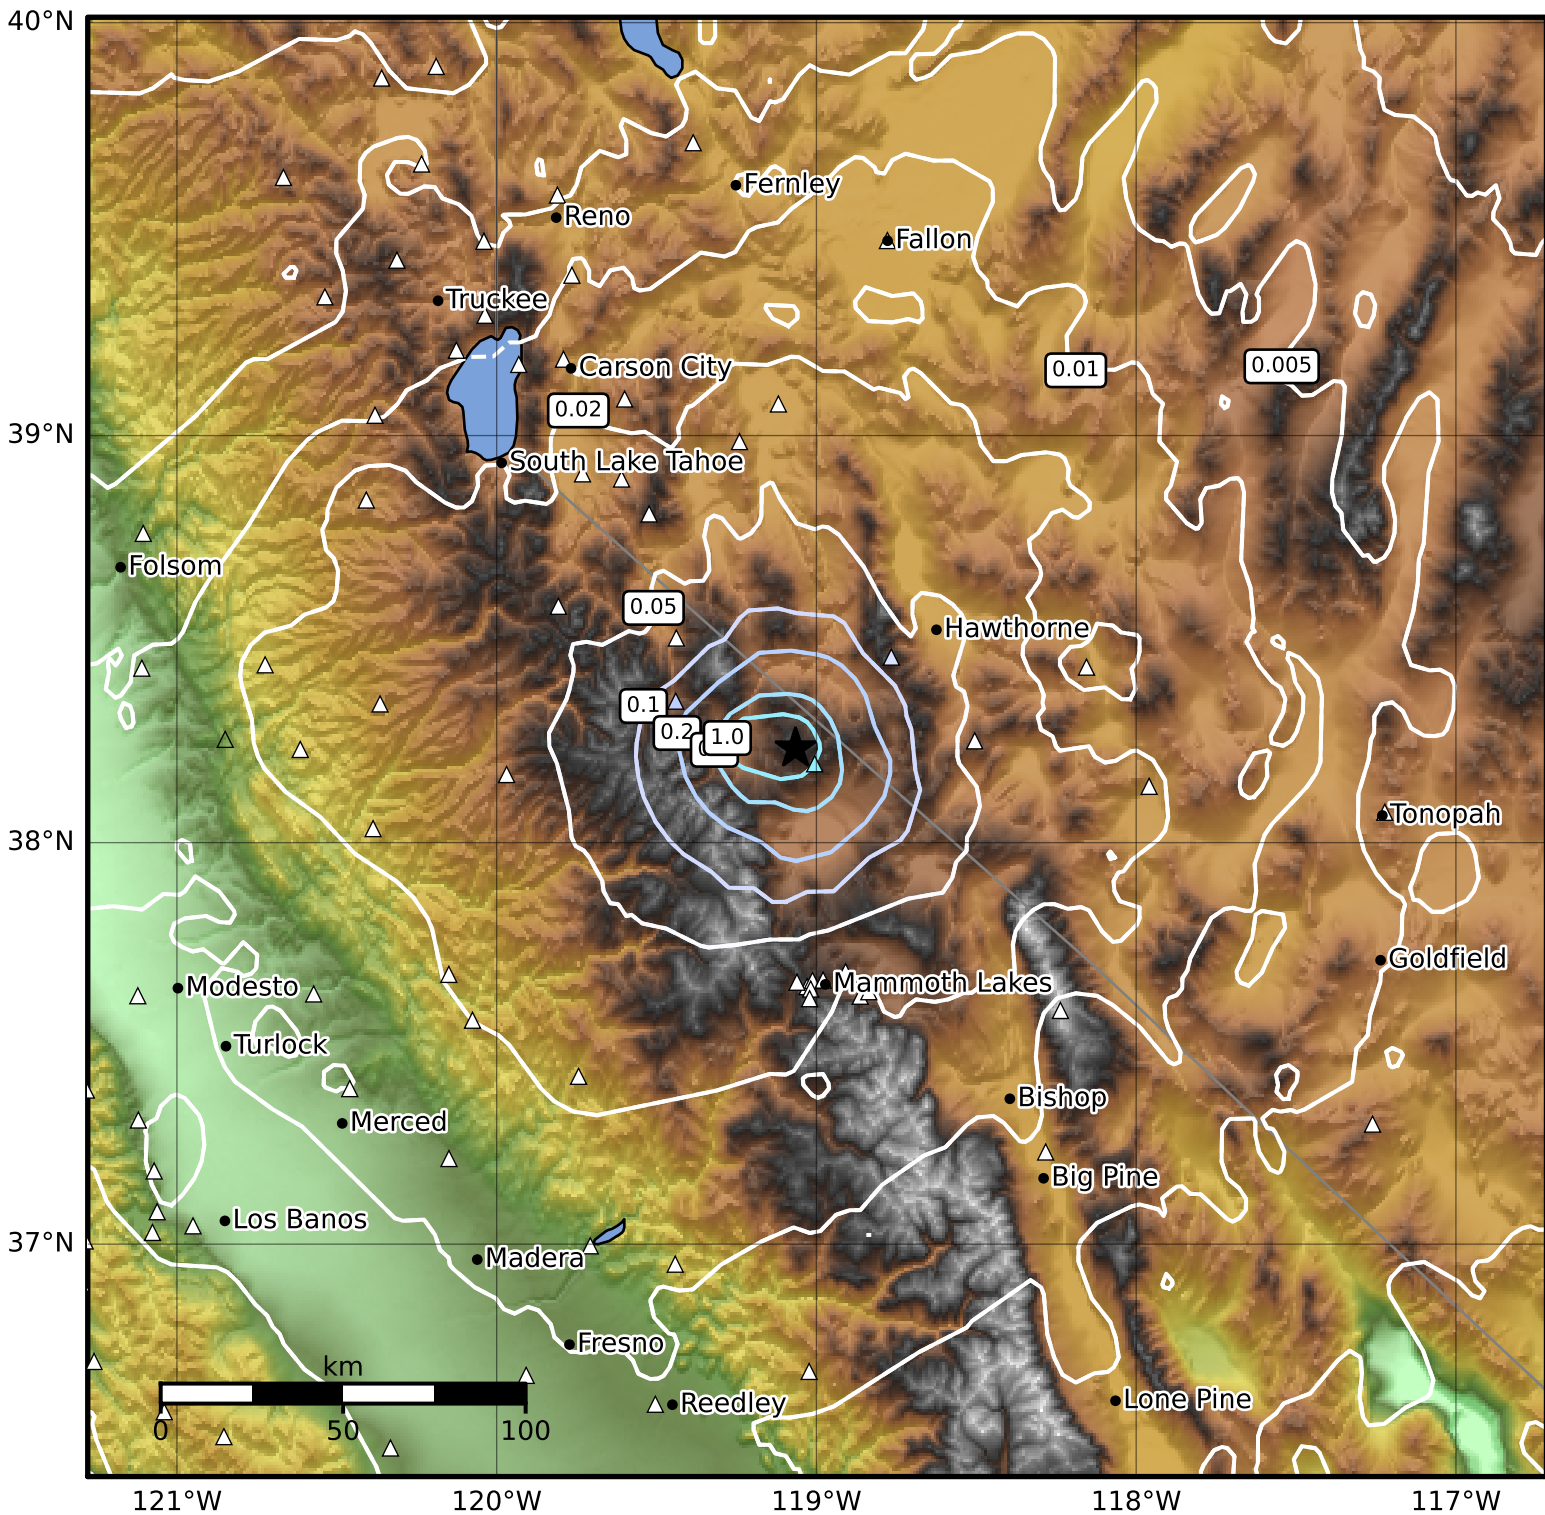 40°N
Fernley
Reno
Fallon
Truckee
Carson City
0.01
0.005
0.02
39°N
South Lake Tahoe
Folsom
0.05
Hawthorne
0.1
0.2
1.0
38°N
Tonopah
Goldfield
Mammoth Lakes
Modesto
Turlock
Bishop
Merced
Big Pine
Los Banos
37°N
Madera
Fresno
km
Lone Pine
Reedley
0 50 100
121°W 120°W 119°W 118°W 117°W